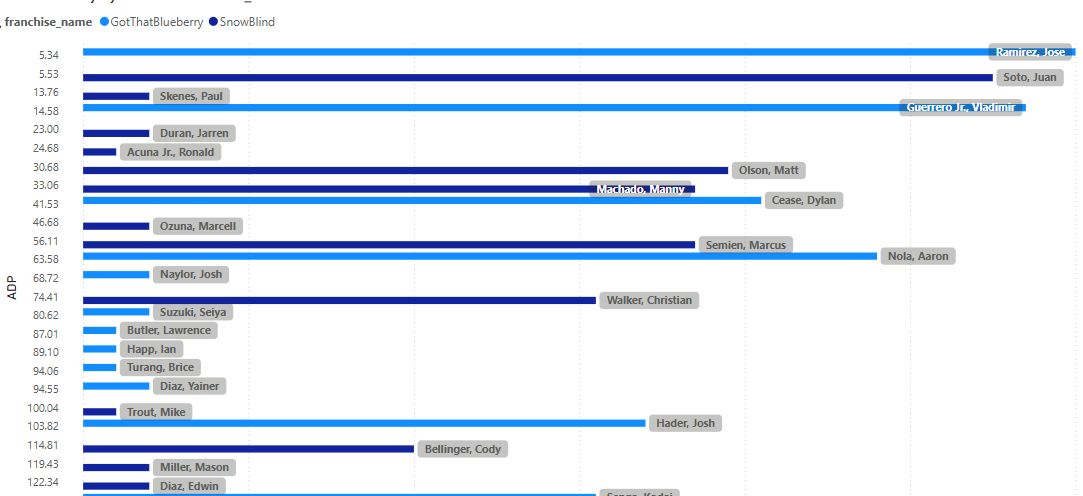 franchise_name GotThatBlueberry SnowBlind
5.34 Ramirez, Jose
5.53 Soto, Juan
13.76 Skenes, Paul
14.58 Guerrero Jr., Vladimir
23.00 Duran, Jarren
24.68 Acuna Jr., Ronald
30.68 Olson, Matt
33.06 Machado, Manny
41.53 Cease, Dylan
46.68 Ozuna, Marcell
56.11 Semien, Marcus
63.58 Nola, Aaron
68.72 Naylor, Josh
ADP
74.41 Walker, Christian
80.62 Suzuki, Seiya
87.01 Butler, Lawrence
89.10 Happ, Ian
94.06 Turang, Brice
94.55 Diaz, Yainer
100.04 Trout, Mike
103.82 Hader, Josh
114.81 Bellinger, Cody
119.43 Miller, Mason
122.34 Diaz, Edwin